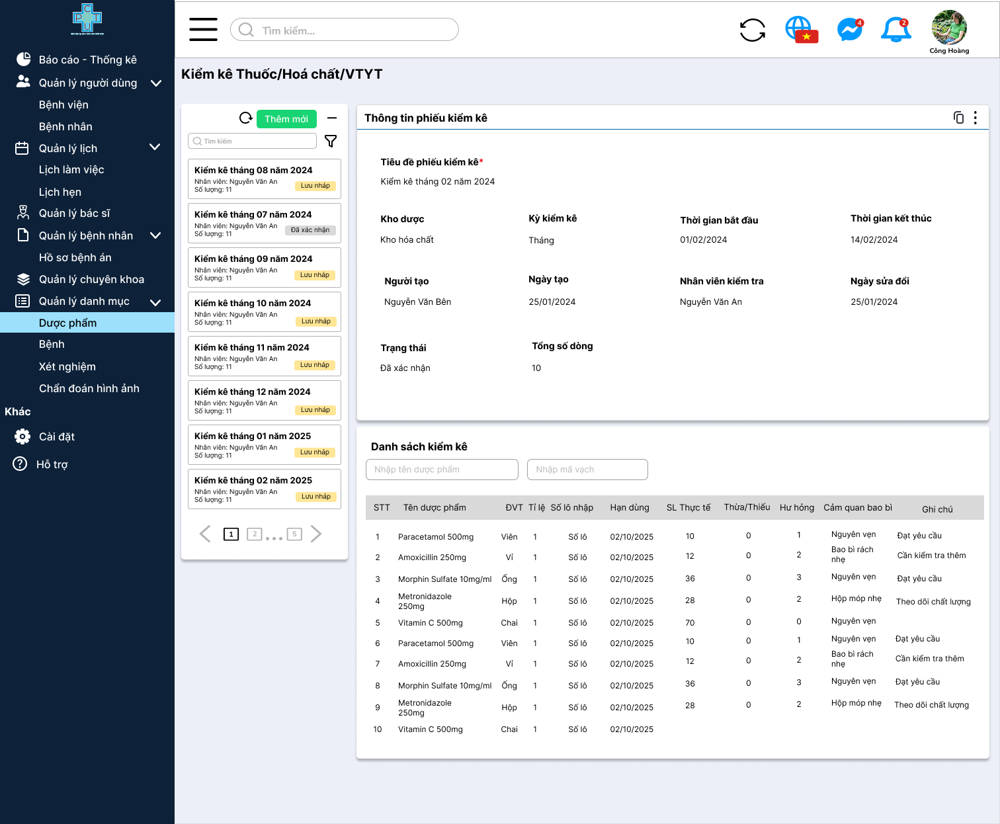 Báo cáo - Thống kê
Quản lý người dùng
Bệnh viện
Bệnh nhân
Quản lý lịch
Lịch làm việc
Lịch hẹn
Quản lý bác sĩ
Quản lý bệnh nhân
Hồ sơ bệnh án
Quản lý chuyên khoa
Quản lý danh mục
Dược phẩm
Bệnh
Xét nghiệm
Chẩn đoán hình ảnh
Khác
Cài đặt
Hỗ trợ
Tìm kiếm...
4
2
Công Hoàng
Kiểm kê Thuốc/Hoá chất/VTYT
Thêm mới
Tìm kiếm
Kiểm kê tháng 08 năm 2024
Nhân viên: Nguyễn Văn An
Số lượng: 11
Lưu nháp
Kiểm kê tháng 07 năm 2024
Nhân viên: Nguyễn Văn An
Số lượng: 11
Đã xác nhận
Kiểm kê tháng 09 năm 2024
Nhân viên: Nguyễn Văn An
Số lượng: 11
Lưu nháp
Kiểm kê tháng 10 năm 2024
Nhân viên: Nguyễn Văn An
Số lượng: 11
Lưu nháp
Kiểm kê tháng 11 năm 2024
Nhân viên: Nguyễn Văn An
Số lượng: 11
Lưu nháp
Kiểm kê tháng 12 năm 2024
Nhân viên: Nguyễn Văn An
Số lượng: 11
Lưu nháp
Kiểm kê tháng 01 năm 2025
Nhân viên: Nguyễn Văn An
Số lượng: 11
Lưu nháp
Kiểm kê tháng 02 năm 2025
Nhân viên: Nguyễn Văn An
Số lượng: 11
Lưu nháp
1 2 ... 5
Thông tin phiếu kiểm kê
Tiêu đề phiếu kiểm kê*
Kiểm kê tháng 02 năm 2024
Kho dược Kỳ kiểm kê Thời gian bắt đầu Thời gian kết thúc
Kho hóa chất Tháng 01/02/2024 14/02/2024
Người tạo Ngày tạo Nhân viên kiểm tra Ngày sửa đổi
Nguyễn Văn Bên 25/01/2024 Nguyễn Văn An 25/01/2024
Trạng thái Tổng số dòng
Đã xác nhận 10
Danh sách kiểm kê
Nhập tên dược phẩm Nhập mã vạch
STT Tên dược phẩm ĐVT Tỉ lệ Số lô nhập Hạn dùng SL Thực tế Thừa/Thiếu Hư hỏng Cảm quan bao bì Ghi chú
1 Paracetamol 500mg Viên 1 Số lô 02/10/2025 10 0 1 Nguyên vẹn Đạt yêu cầu
2 Amoxicillin 250mg Vỉ 1 Số lô 02/10/2025 12 0 2 Bao bì rách nhẹ Cần kiểm tra thêm
3 Morphin Sulfate 10mg/ml Ống 1 Số lô 02/10/2025 36 0 3 Nguyên vẹn Đạt yêu cầu
4 Metronidazole 250mg Hộp 1 Số lô 02/10/2025 28 0 2 Hộp móp nhẹ Theo dõi chất lượng
5 Vitamin C 500mg Chai 1 Số lô 02/10/2025 70 0 0 Nguyên vẹn
6 Paracetamol 500mg Viên 1 Số lô 02/10/2025 10 0 1 Nguyên vẹn Đạt yêu cầu
7 Amoxicillin 250mg Vỉ 1 Số lô 02/10/2025 12 0 2 Bao bì rách nhẹ Cần kiểm tra thêm
8 Morphin Sulfate 10mg/ml Ống 1 Số lô 02/10/2025 36 0 3 Nguyên vẹn Đạt yêu cầu
9 Metronidazole 250mg Hộp 1 Số lô 02/10/2025 28 0 2 Hộp móp nhẹ Theo dõi chất lượng
10 Vitamin C 500mg Chai 1 Số lô 02/10/2025